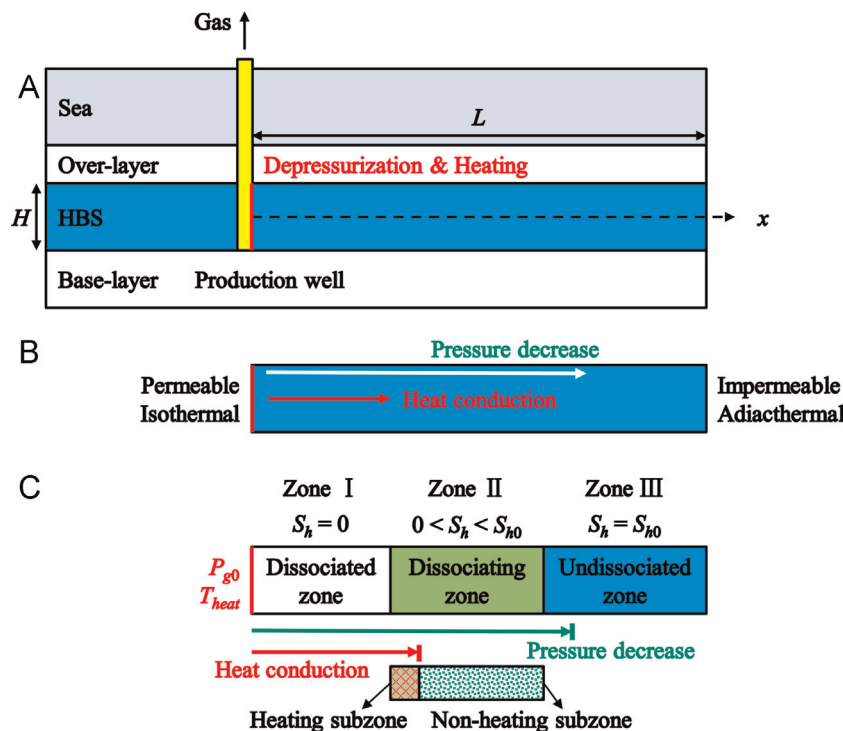 Gas
A
Sea
L
Over-layer
Depressurization & Heating
H
HBS
x
Base-layer
Production well
B
Pressure decrease
Permeable
Isothermal
Heat conduction
Impermeable
Adiacthermal
C
Zone Ⅰ
Zone Ⅱ
Zone Ⅲ
S_h = 0
0 < S_h < S_h0
S_h = S_h0
P_g0
T_heat
Dissociated
zone
Dissociating
zone
Undissociated
zone
Pressure decrease
Heat conduction
Heating subzone
Non-heating subzone